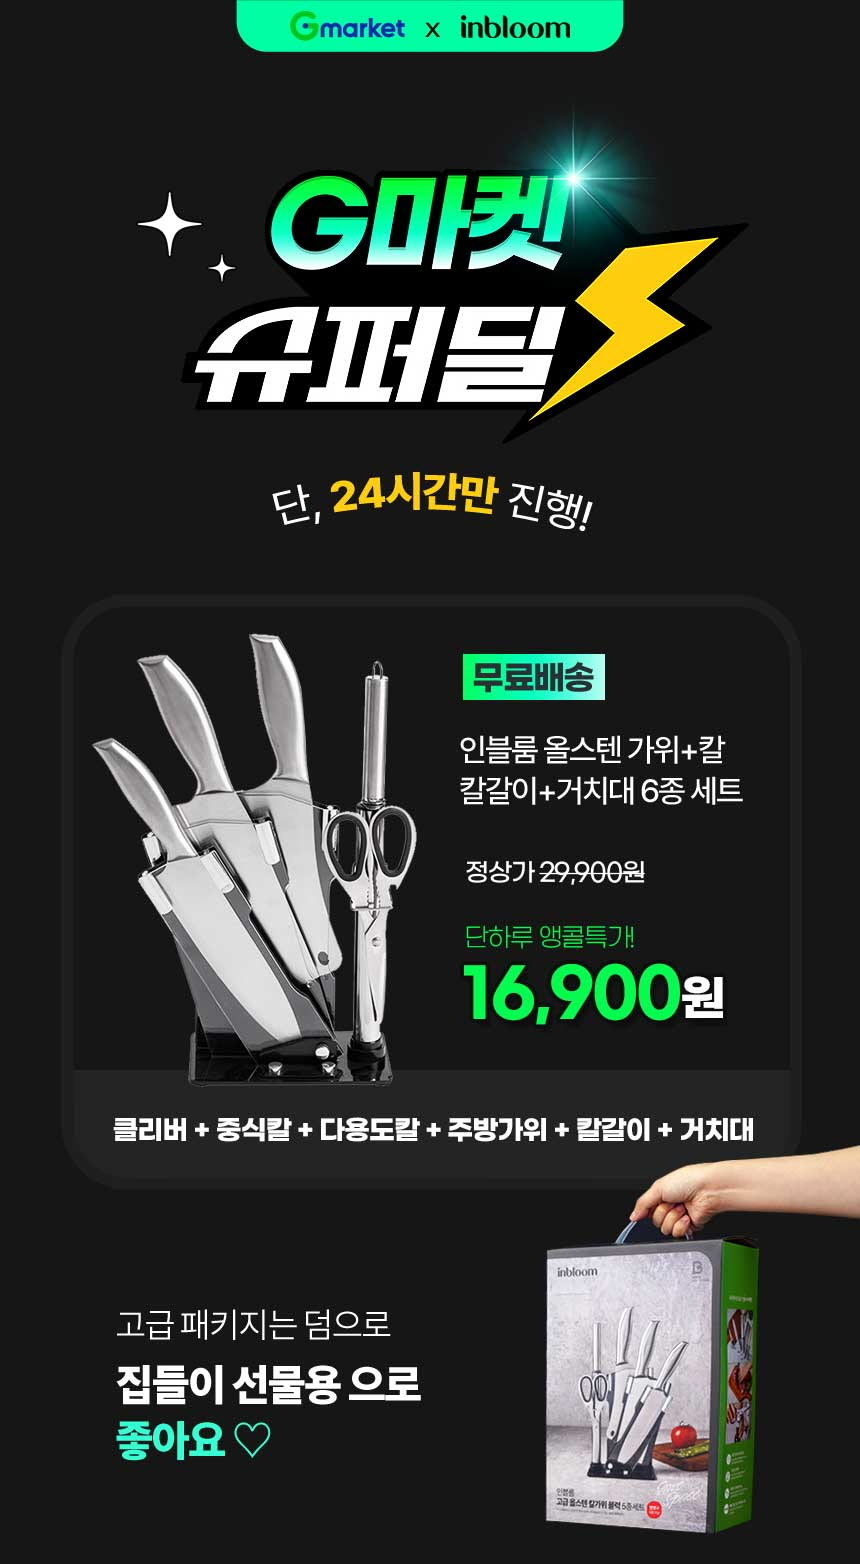 Gmarket x inbloom
G마켓
슈퍼딜
단, 24시간만 진행!
무료배송
인블룸 올스텐 가위+칼
칼갈이+거치대 6종 세트
정상가 29,900원
단하루 앵콜특가!
16,900원
클리버 + 중식칼 + 다용도칼 + 주방가위 + 칼갈이 + 거치대
고급 패키지는 덤으로
집들이 선물용 으로
좋아요 ♡
inbloom
인블룸
고급 올스텐 칼가위 블럭 5종세트